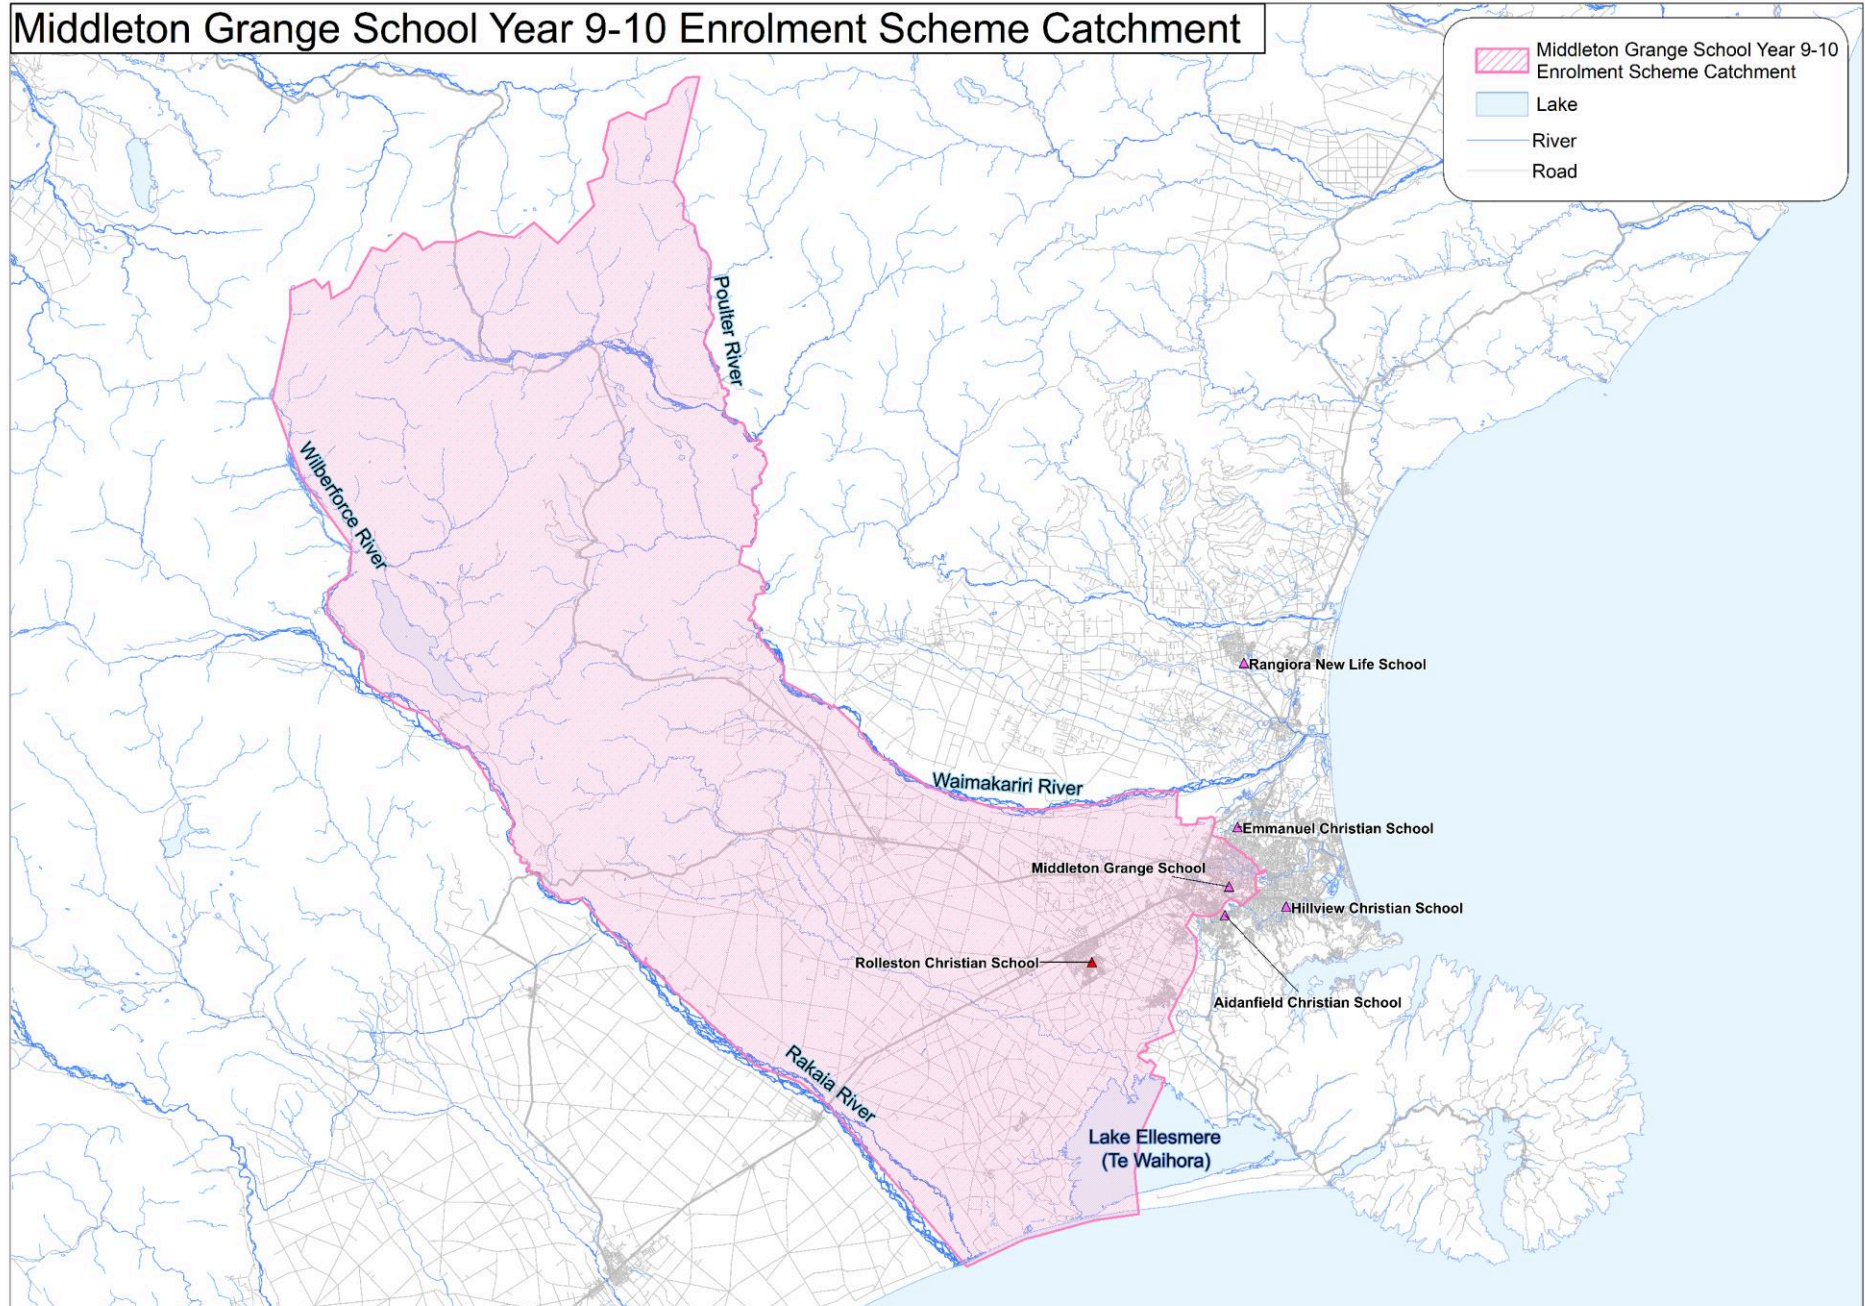 Middleton Grange School Year 9-10 Enrolment Scheme Catchment
Middleton Grange School Year 9-10
Enrolment Scheme Catchment
Lake
River
Road
Poulter River
Wilberforce River
Rangiora New Life School
Waimakariri River
Emmanuel Christian School
Middleton Grange School
Hillview Christian School
Rolleston Christian School
Aidanfield Christian School
Rakaia River
Lake Ellesmere
(Te Waihora)